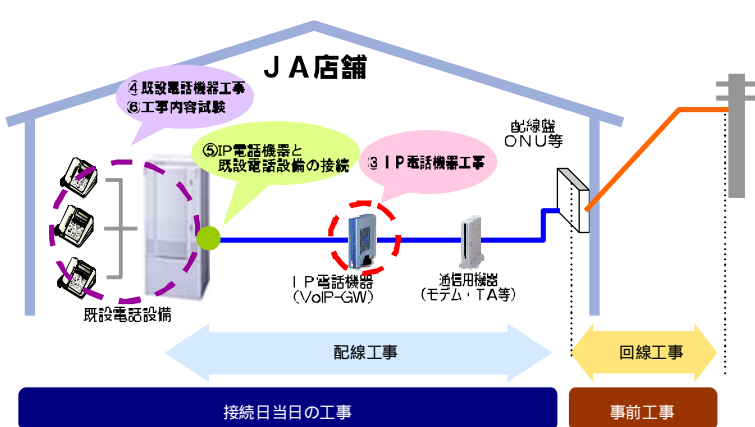 JA店舗
④既設電話機器工事
⑥工事内容試験
⑤IP電話機器と
既設電話設備の接続
③IP電話機器工事
配線盤
ONU等
既設電話設備
IP電話機器
(VoIP-GW)
通信用機器
(モデム・TA等)
配線工事
回線工事
接続日当日の工事
事前工事